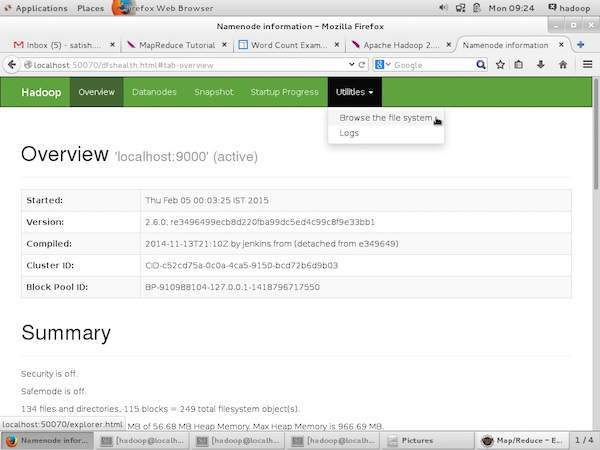 Applications Places Firefox Web Browser Mon 09:24 hadoop
Namenode information - Mozilla Firefox
Inbox (5) - satish.... MapReduce Tutorial Word Count Exam... Apache Hadoop 2.... Namenode information
localhost:50070/dfshealth.html#tab-overview Google
Hadoop Overview Datanodes Snapshot Startup Progress Utilities
Browse the file system
Logs
Overview 'localhost:9000' (active)
Started: Thu Feb 05 00:03:25 IST 2015
Version: 2.6.0, re3496499ecb8d220fba99dc5ed4c99c8f9e33bb1
Compiled: 2014-11-13T21:10Z by jenkins from (detached from e349649)
Cluster ID: CID-c52cd75a-0c0a-4ca5-9150-bcd72b6d9b03
Block Pool ID: BP-910988104-127.0.0.1-1418796717550
Summary
Security is off.
Safemode is off.
134 files and directories, 115 blocks = 249 total filesystem object(s).
localhost:50070/explorer.html MB of 56.68 MB Heap Memory. Max Heap Memory is 966.69 MB.
Namenode infor... [hadoop@localh... [hadoop@localh... [hadoop@localh... Pictures Map/Reduce - E... 1 / 4